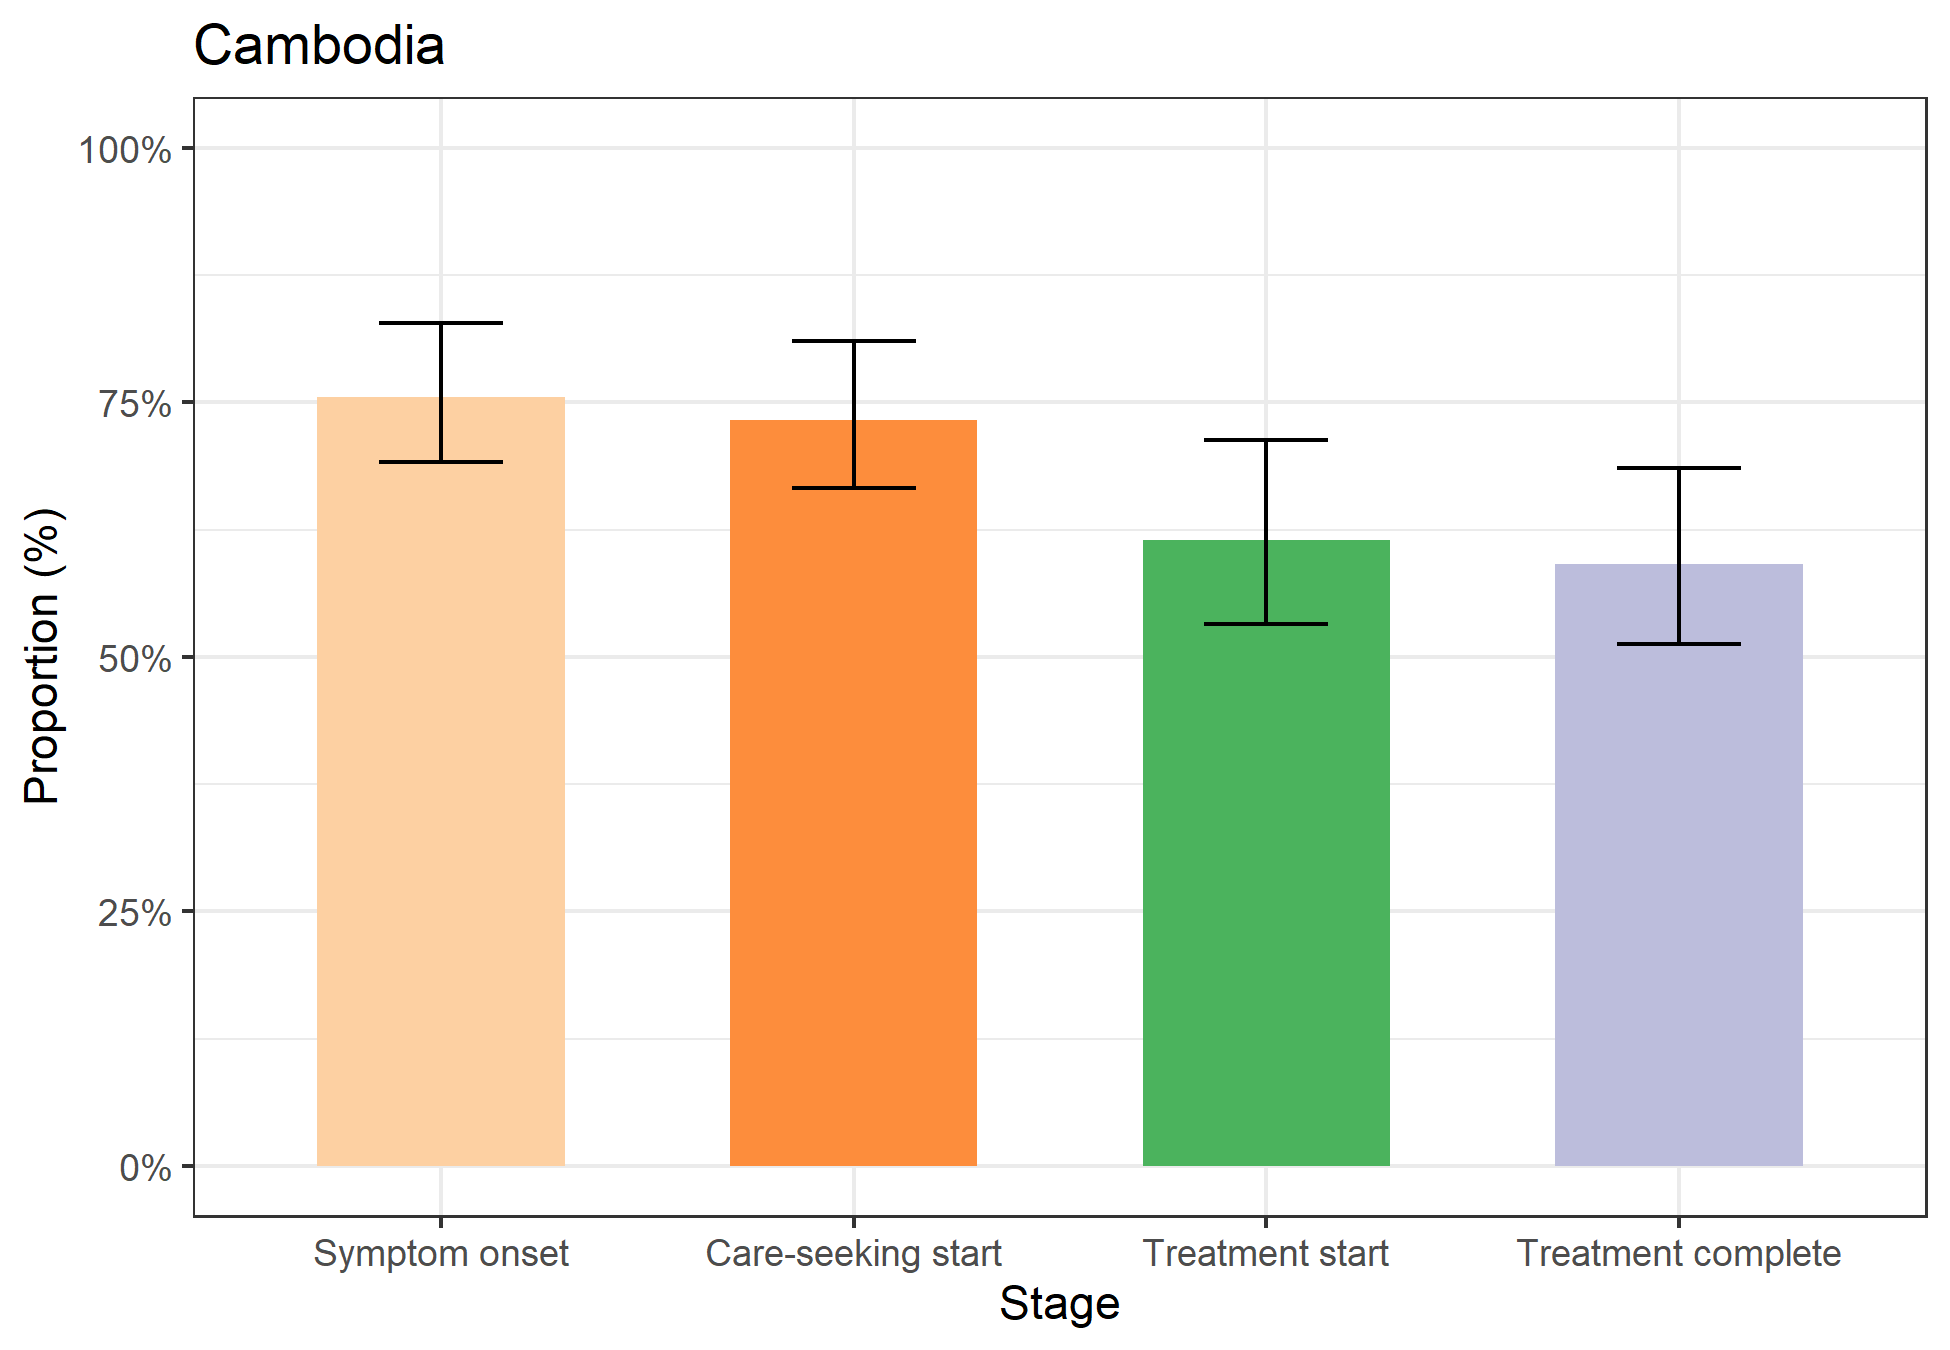 Cambodia
100%
75%
50%
25%
0%
Proportion (%)
Symptom onset
Care-seeking start
Treatment start
Treatment complete
Stage